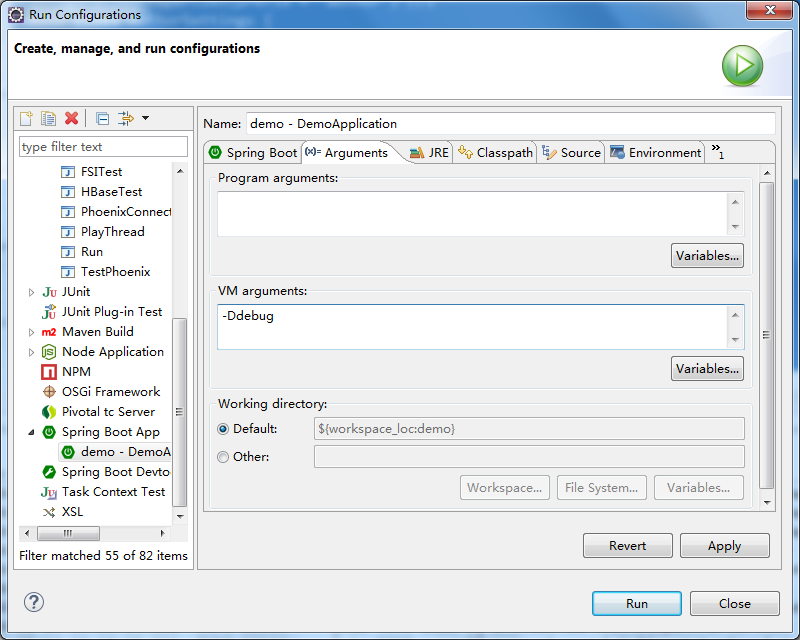 Run Configurations
Create, manage, and run configurations
type filter text
FSITest
HBaseTest
PhoenixConnect
PlayThread
Run
TestPhoenix
JUnit
JUnit Plug-in Test
Maven Build
Node Application
NPM
OSGi Framework
Pivotal tc Server
Spring Boot App
demo - DemoA
Spring Boot Devto
Task Context Test
XSL
Filter matched 55 of 82 items
Name: demo - DemoApplication
Spring Boot (x)= Arguments JRE Classpath Source Environment »1
Program arguments:
Variables...
VM arguments:
-Ddebug
Variables...
Working directory:
Default: ${workspace_loc:demo}
Other:
Workspace... File System... Variables...
Revert Apply
Run Close